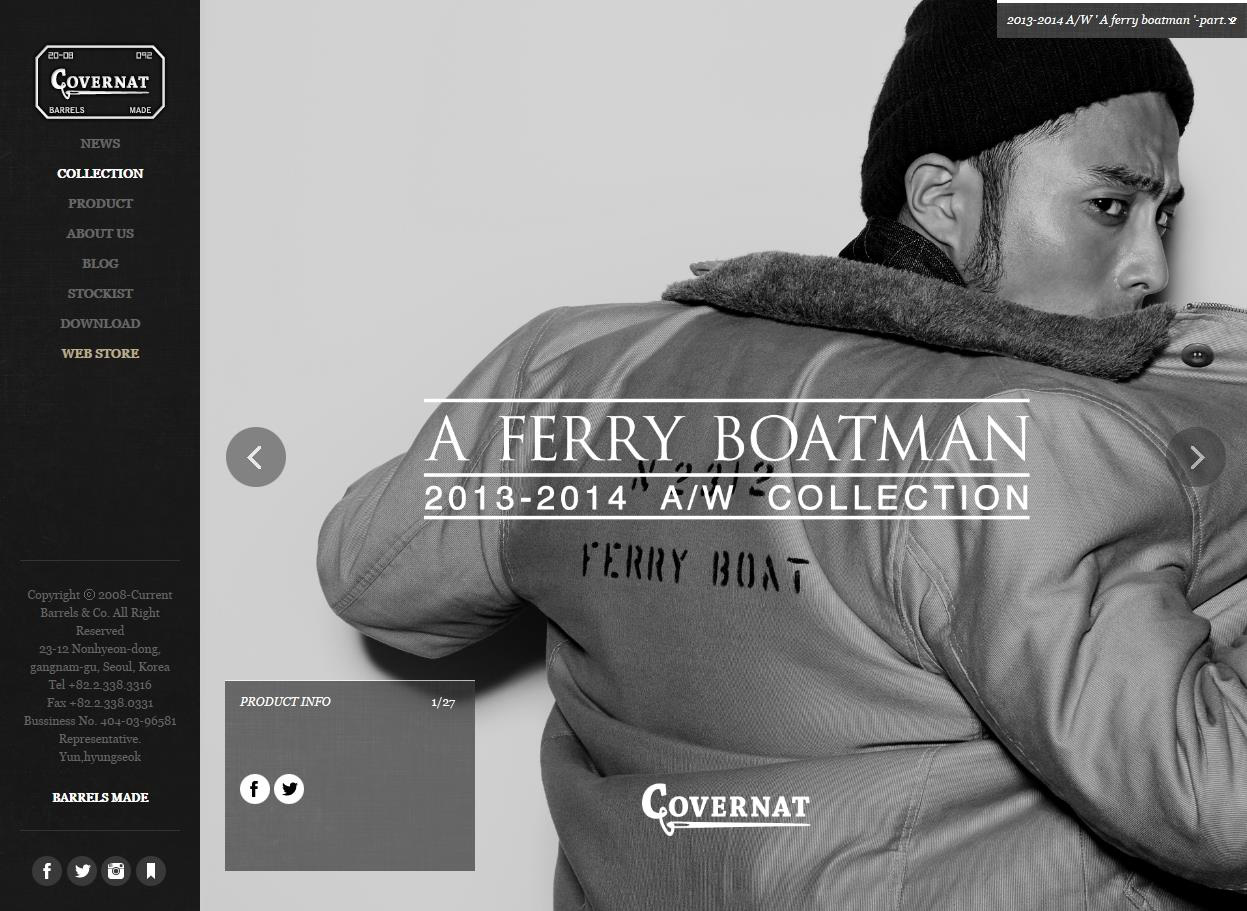 20-08 092
COVERNAT
BARRELS MADE
NEWS
COLLECTION
PRODUCT
ABOUT US
BLOG
STOCKIST
DOWNLOAD
WEB STORE
Copyright ⓒ 2008-Current
Barrels & Co. All Right
Reserved
23-12 Nonhyeon-dong,
gangnam-gu, Seoul, Korea
Tel +82.2.338.3316
Fax +82.2.338.0331
Bussiness No. 404-03-96581
Representative.
Yun,hyungseok
BARRELS MADE
2013-2014 A/W ' A ferry boatman '-part. 2
A FERRY BOATMAN
2013-2014 A/W COLLECTION
FERRY BOAT
PRODUCT INFO 1/27
COVERNAT